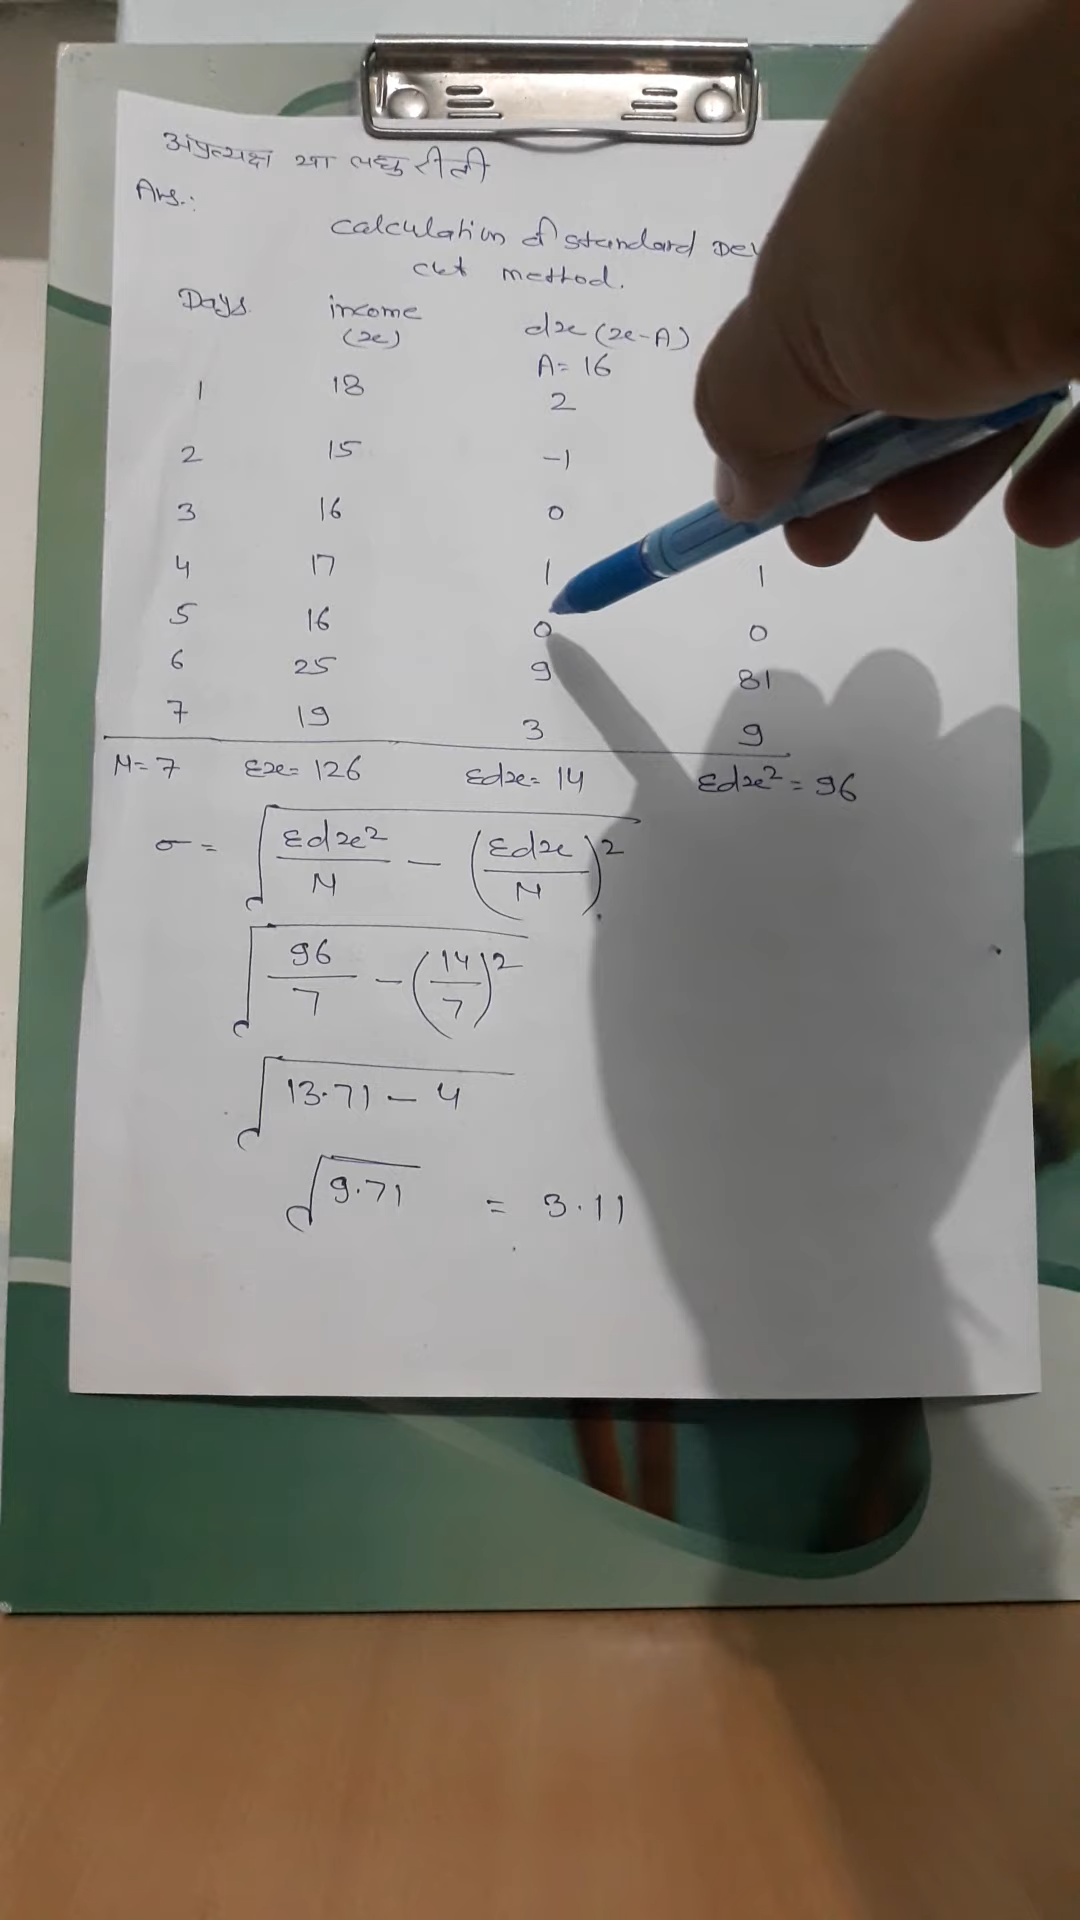 अप्रत्यक्ष या लघु रीती
Ans.:
calculation of standard
cut method.
Days income (x) dx (x-A)
A= 16
1 18 2
2 15 -1
3 16 0
4 17 1 1
5 16 0 0
6 25 9 81
7 19 3 9
N= 7 Σx= 126 Σdx= 14 Σdx² = 96
σ = √ Σdx²/N - (Σdx/N)²
√ 96/7 - (14/7)²
√ 13.71 - 4
√ 9.71 = 3.11